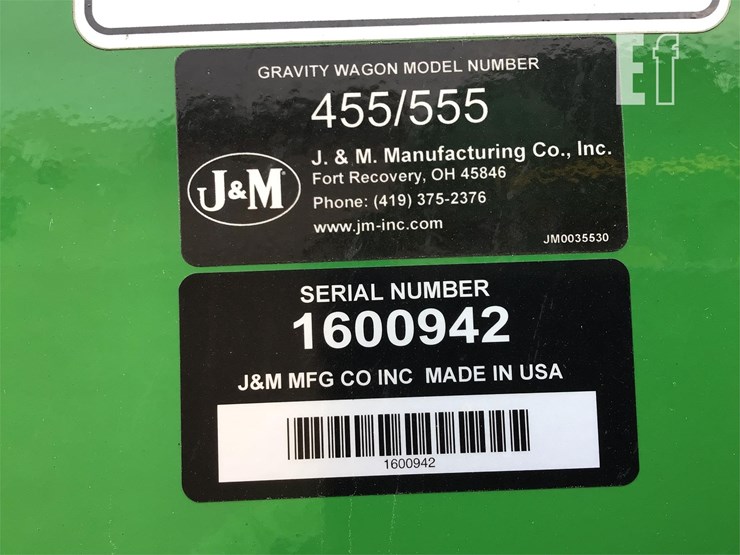 Ef
GRAVITY WAGON MODEL NUMBER
455/555
J&M
J. & M. Manufacturing Co., Inc.
Fort Recovery, OH 45846
Phone: (419) 375-2376
www.jm-inc.com
JM0035530
SERIAL NUMBER
1600942
J&M MFG CO INC MADE IN USA
1600942